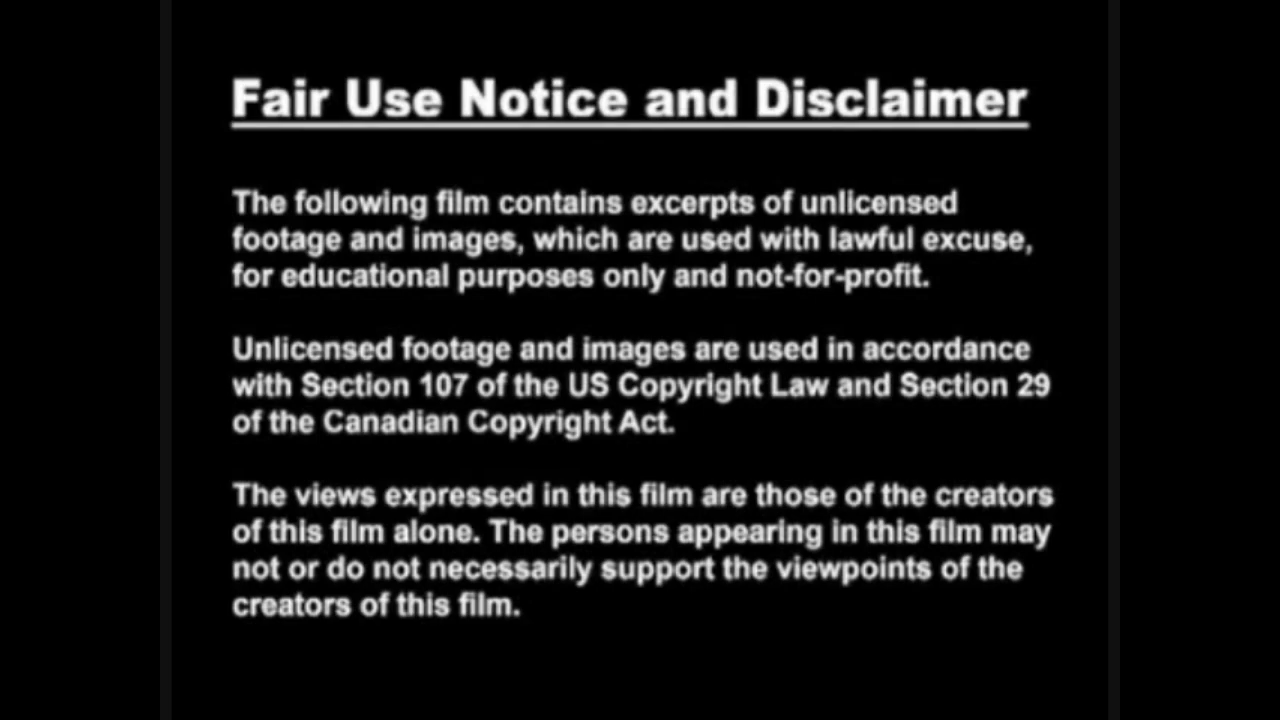 Fair Use Notice and Disclaimer
The following film contains excerpts of unlicensed
footage and images, which are used with lawful excuse,
for educational purposes only and not-for-profit.
Unlicensed footage and images are used in accordance
with Section 107 of the US Copyright Law and Section 29
of the Canadian Copyright Act.
The views expressed in this film are those of the creators
of this film alone. The persons appearing in this film may
not or do not necessarily support the viewpoints of the
creators of this film.